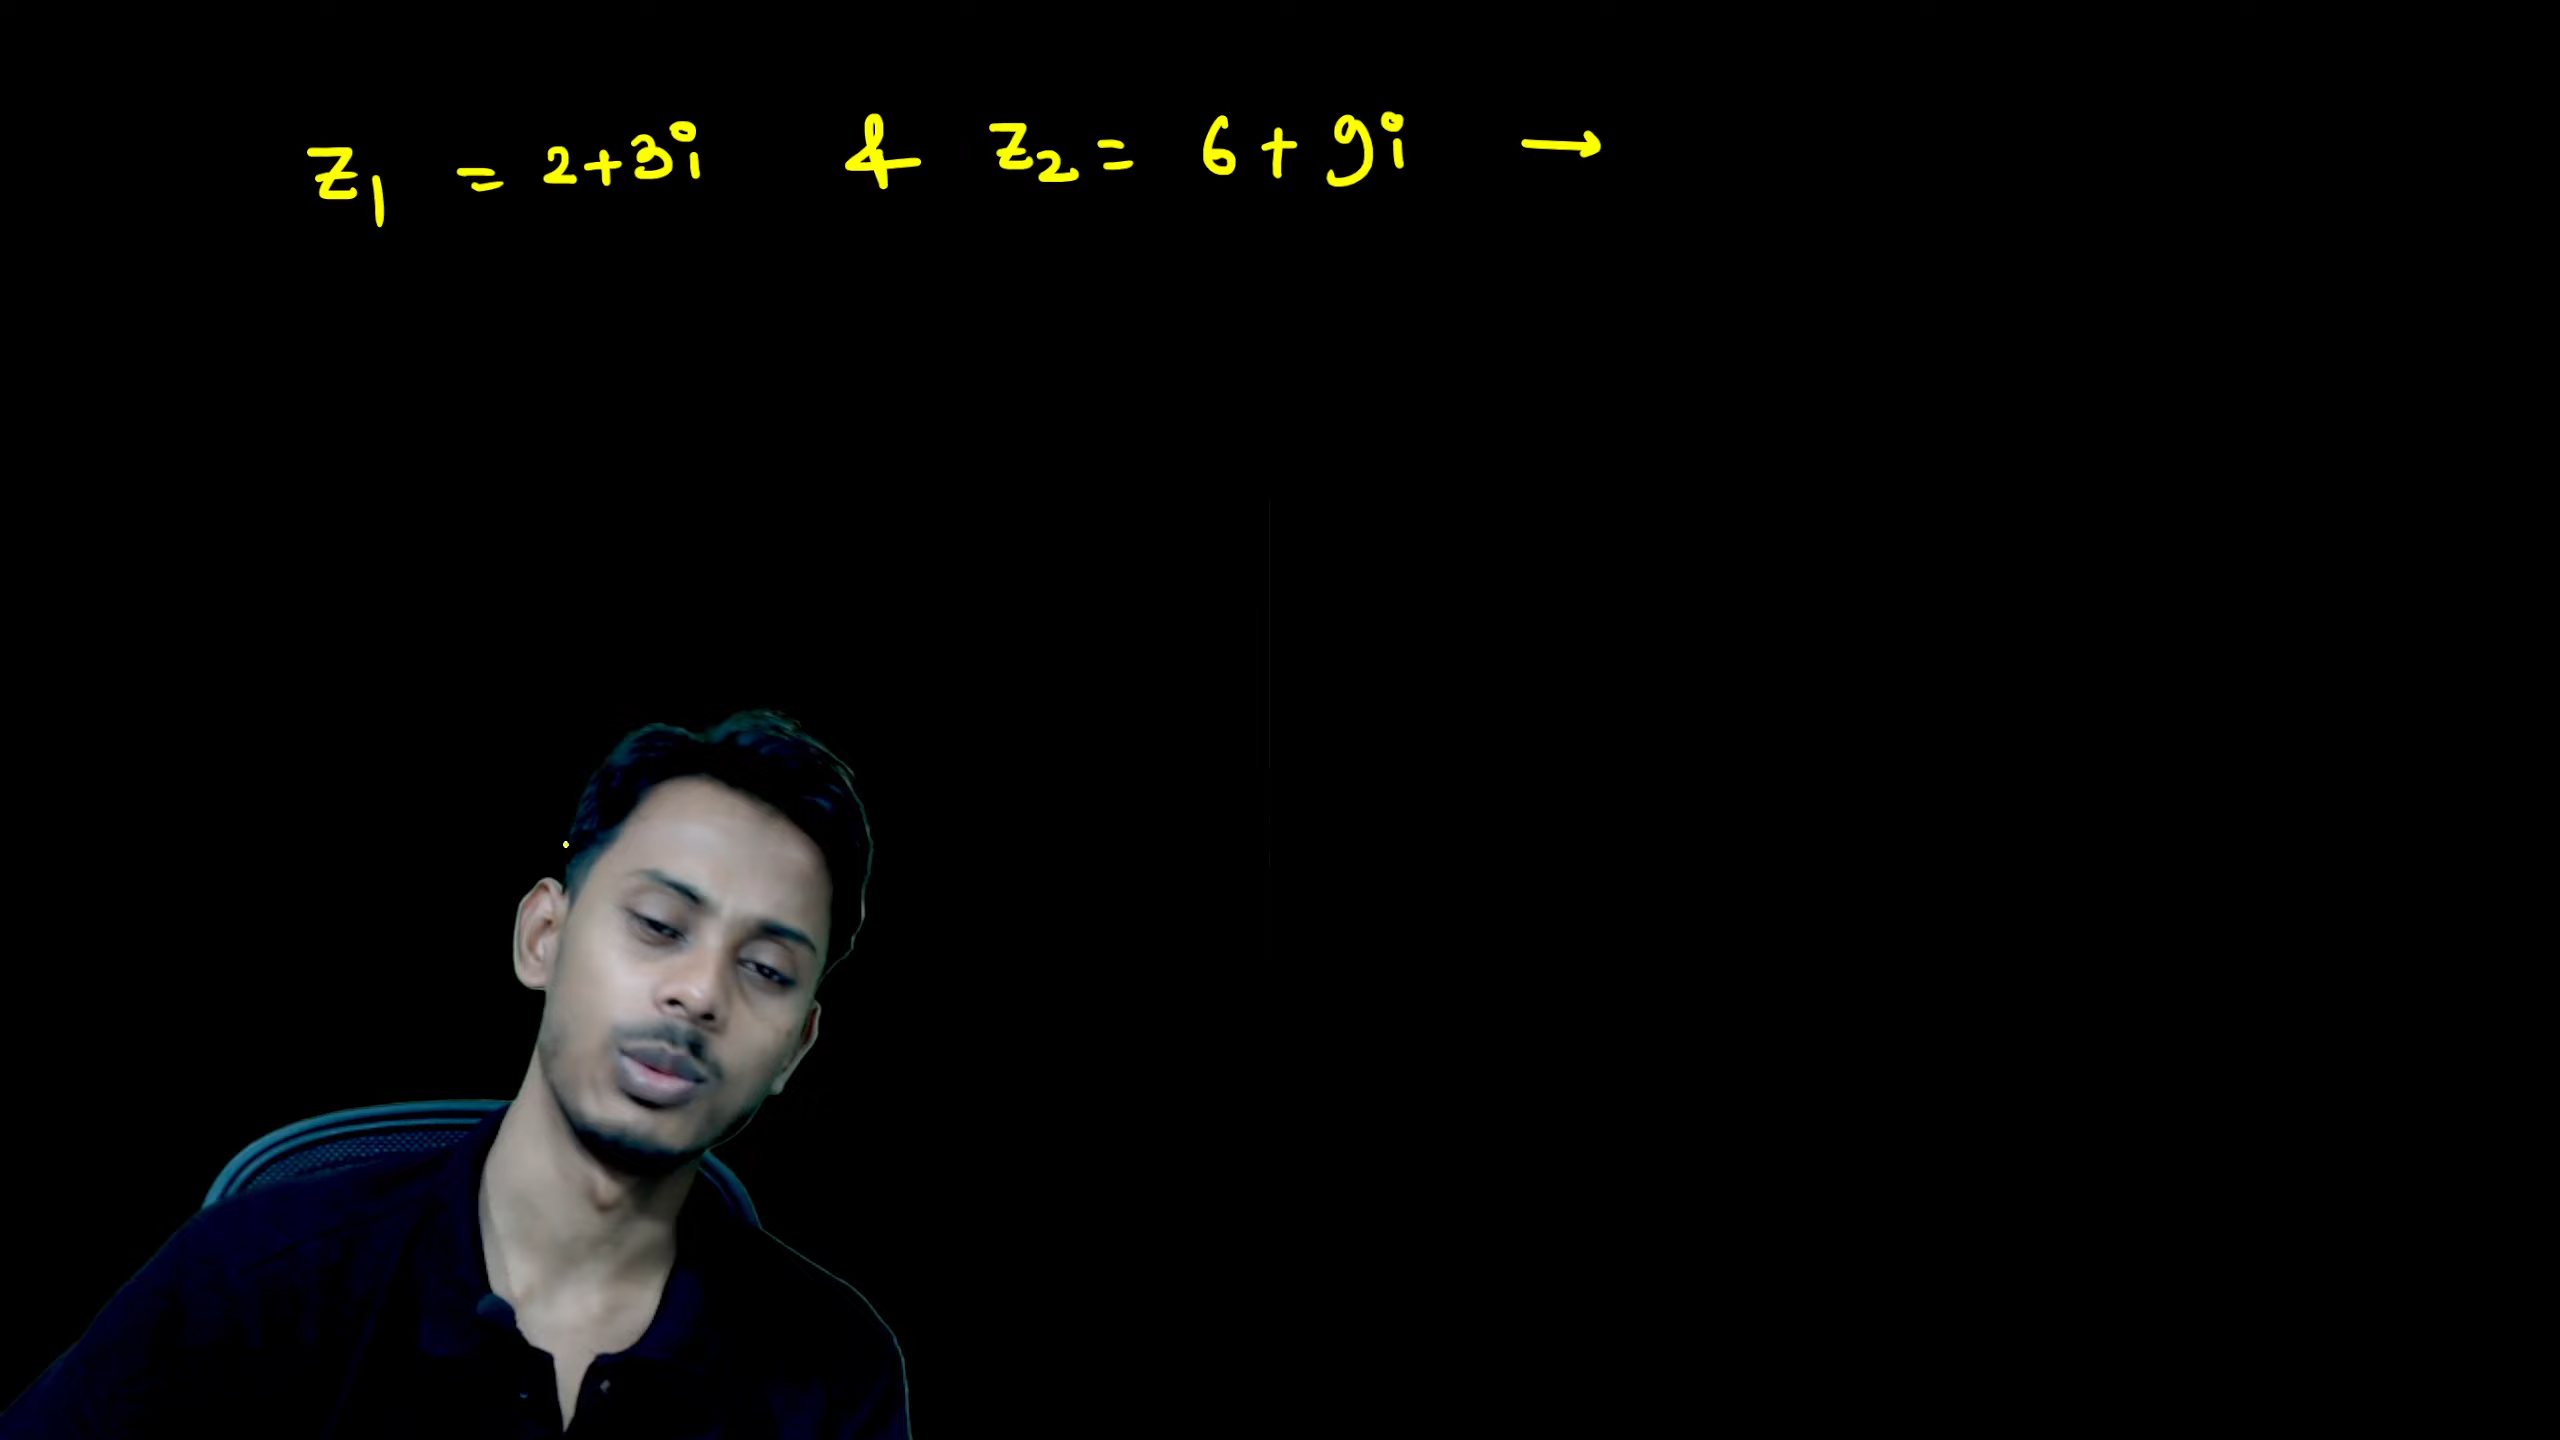 z₁ = 2+3i & z₂ = 6+9i →